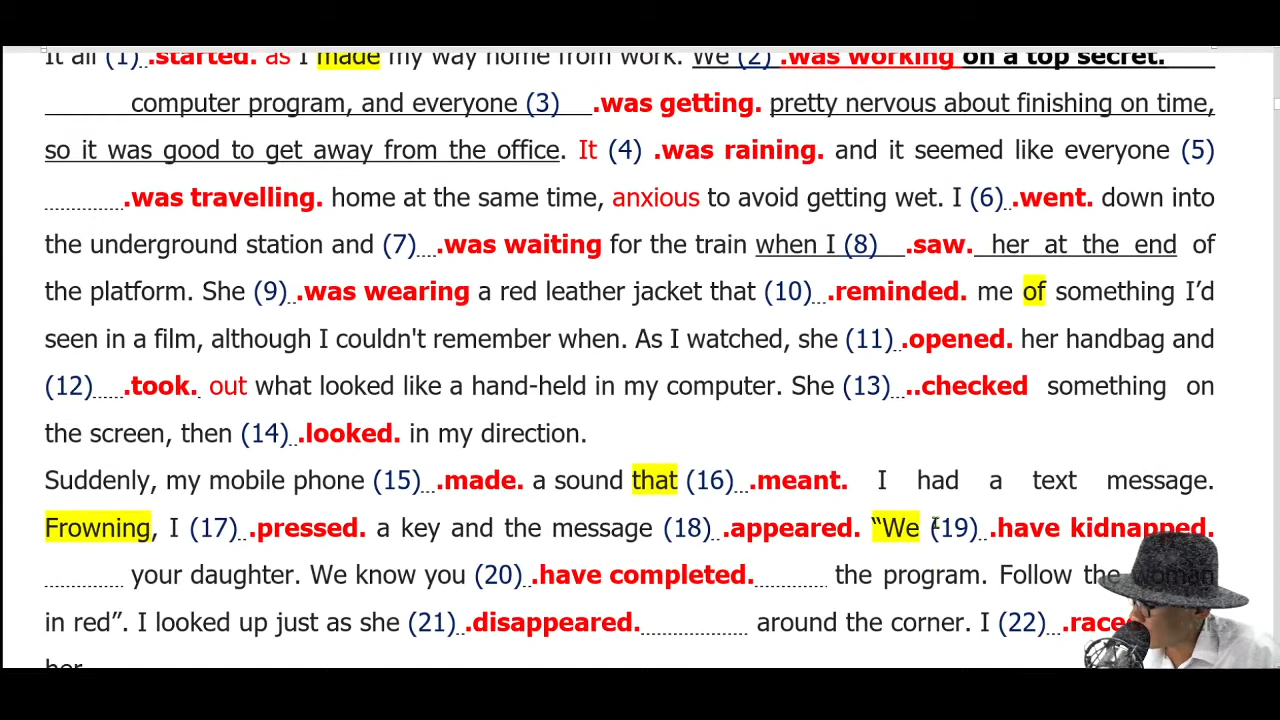 It all (1) .started. as I made my way home from work. We (2) .was working on a top secret.
computer program, and everyone (3) .was getting. pretty nervous about finishing on time,
so it was good to get away from the office. It (4) .was raining. and it seemed like everyone (5)
.was travelling. home at the same time, anxious to avoid getting wet. I (6) .went. down into
the underground station and (7) .was waiting for the train when I (8) .saw. her at the end of
the platform. She (9) .was wearing a red leather jacket that (10) .reminded. me of something I’d
seen in a film, although I couldn't remember when. As I watched, she (11) .opened. her handbag and
(12) .took. out what looked like a hand-held in my computer. She (13) ..checked something on
the screen, then (14) .looked. in my direction.
Suddenly, my mobile phone (15) .made. a sound that (16) .meant. I had a text message.
Frowning, I (17) .pressed. a key and the message (18) .appeared. “We (19) .have kidnapped.
your daughter. We know you (20) .have completed. the program. Follow the woman
in red”. I looked up just as she (21) .disappeared. around the corner. I (22)